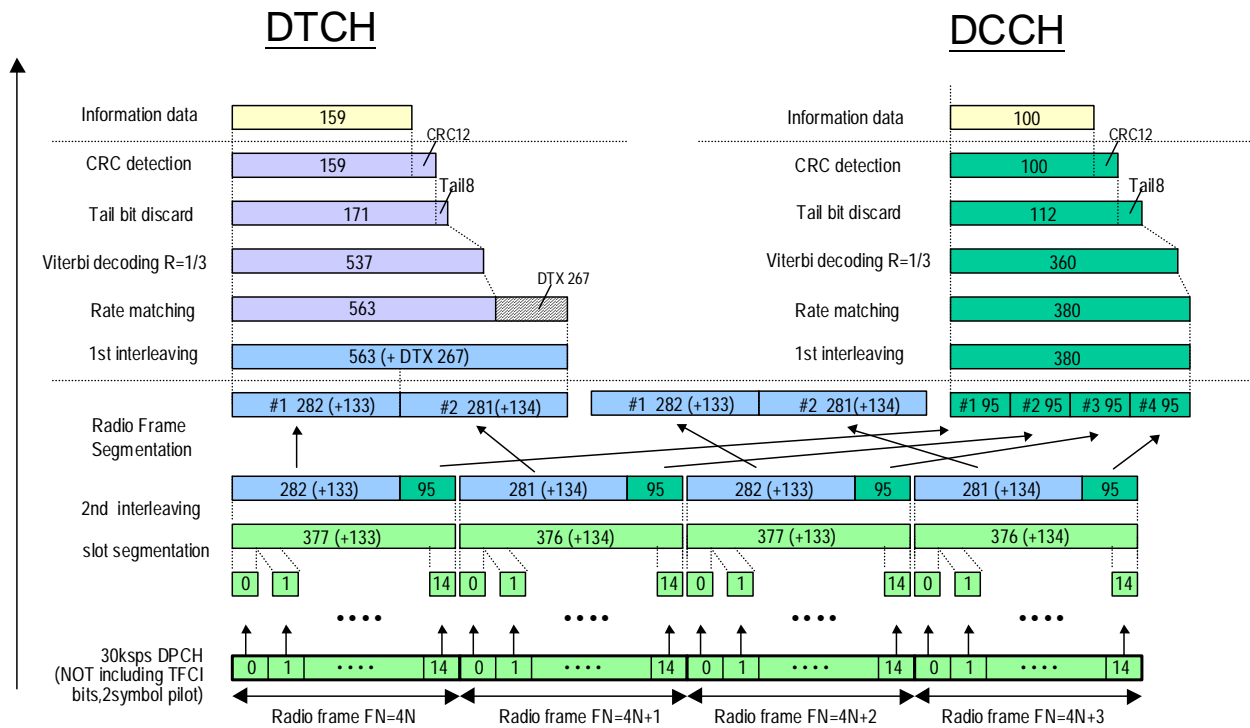 DTCH DCCH
Information data 159 Information data 100
CRC12 CRC12
CRC detection 159 CRC detection 100
Tail8 Tail8
Tail bit discard 171 Tail bit discard 112
Viterbi decoding R=1/3 537 Viterbi decoding R=1/3 360
DTX 267
Rate matching 563 Rate matching 380
1st interleaving 563 (+ DTX 267) 1st interleaving 380
#1 282 (+133) #2 281(+134) #1 282 (+133) #2 281(+134) #1 95 #2 95 #3 95 #4 95
Radio Frame
Segmentation
282 (+133) 95 281 (+134) 95 282 (+133) 95 281 (+134) 95
2nd interleaving
377 (+133) 376 (+134) 377 (+133) 376 (+134)
slot segmentation
0 1 14 0 1 14 0 1 14 0 1 14
•••• •••• •••• ••••
30ksps DPCH
(NOT including TFCI
bits,2symbol pilot)
0 1 •••• 14 0 1 •••• 14 0 1 •••• 14 0 1 •••• 14
Radio frame FN=4N Radio frame FN=4N+1 Radio frame FN=4N+2 Radio frame FN=4N+3